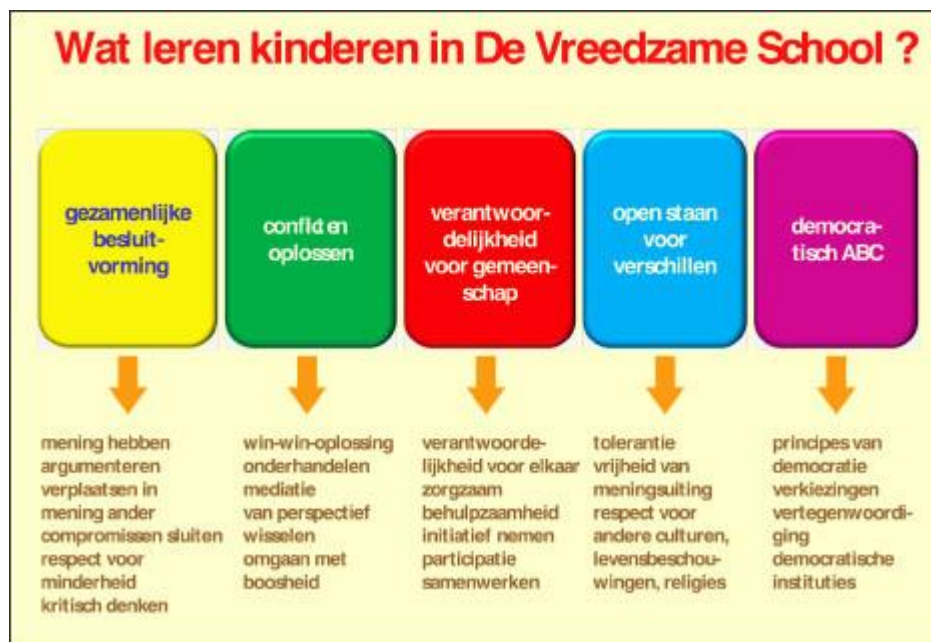 Wat leren kinderen in De Vreedzame School ?
gezamenlijke
besluit-
vorming
conflicten
oplossen
verantwoor-
delijkheid
voor gemeen-
schap
open staan
voor
verschillen
democra-
tisch ABC
mening hebben
argumenteren
verplaatsen in
mening ander
compromissen sluiten
respect voor
minderheid
kritisch denken
win-win-oplossing
onderhandelen
mediatie
van perspectief
wisselen
omgaan met
boosheid
verantwoorde-
lijkheid voor elkaar
zorgzaam
behulpzaamheid
initiatief nemen
participatie
samenwerken
tolerantie
vrijheid van
meningsuiting
respect voor
andere culturen,
levensbeschou-
wingen, religies
principes van
democratie
verkiezingen
vertegenwoordi-
ging
democratische
instituties